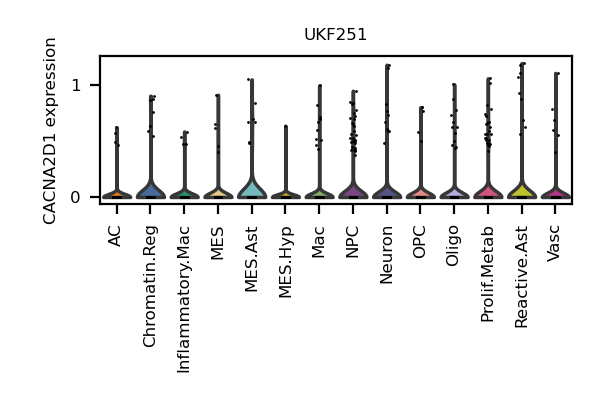 UKF251
CACNA2D1 expression
1
0
AC
Chromatin.Reg
Inflammatory.Mac
MES
MES.Ast
MES.Hyp
Mac
NPC
Neuron
OPC
Oligo
Prolif.Metab
Reactive.Ast
Vasc